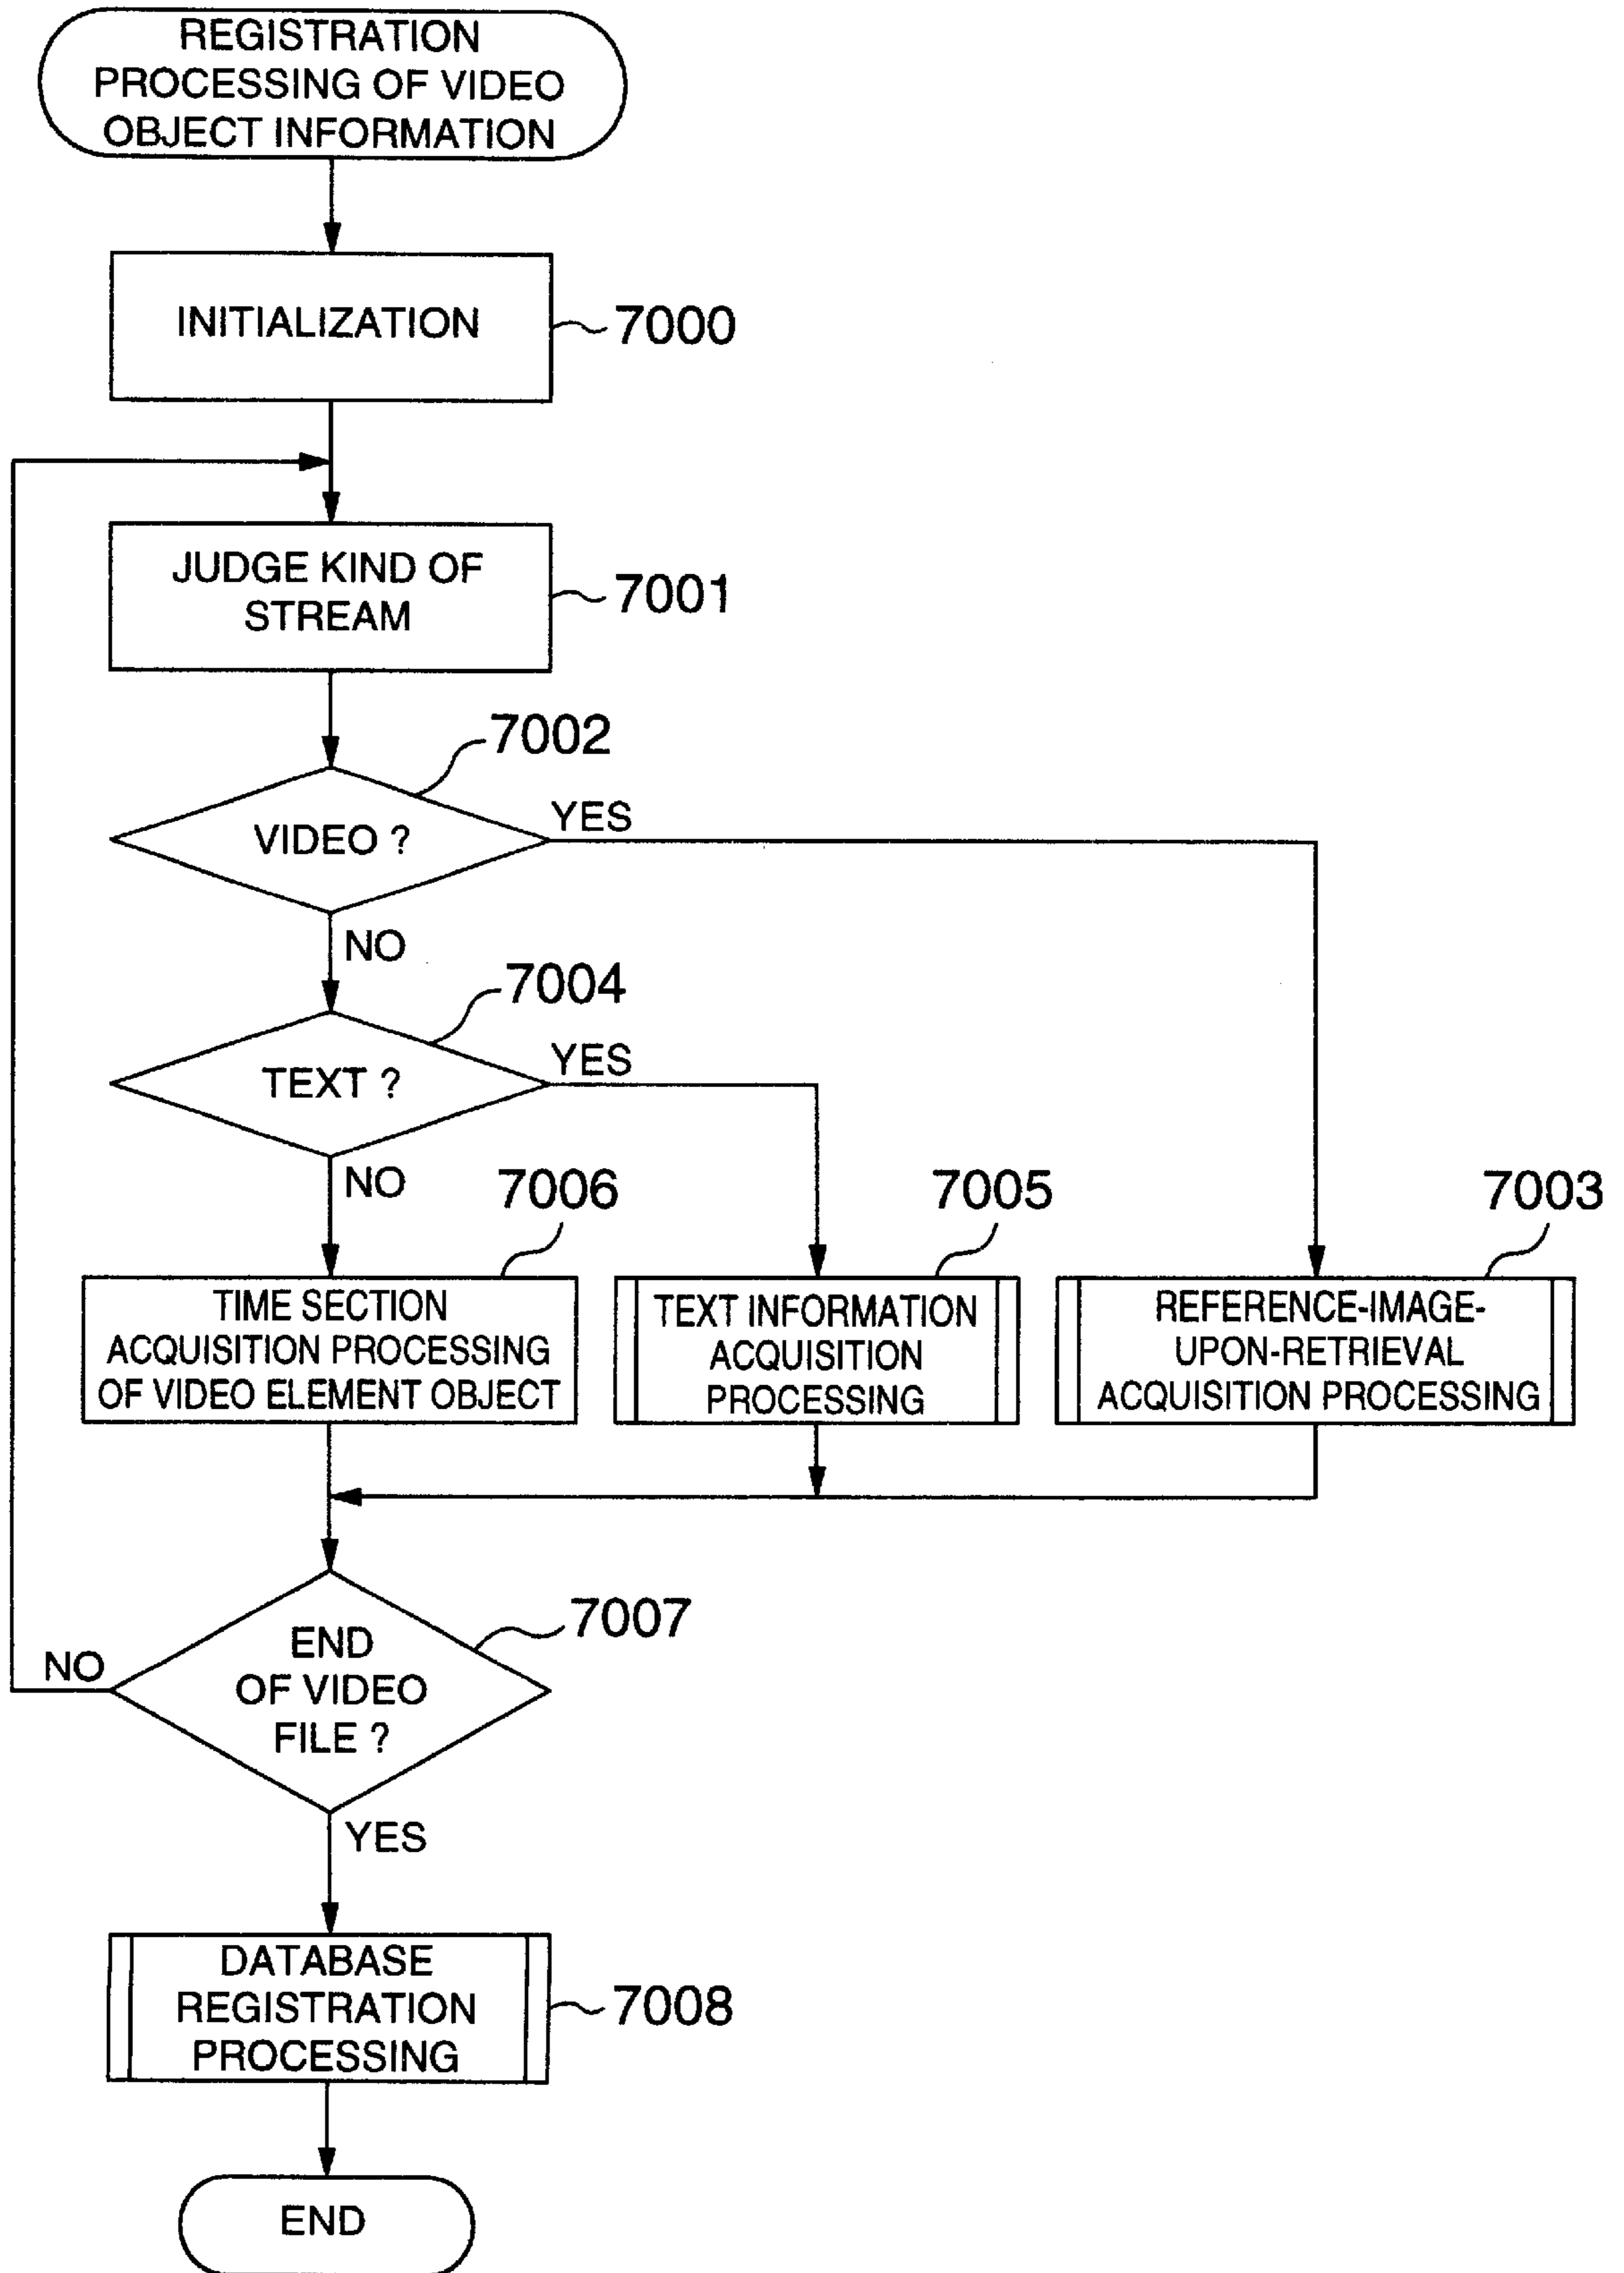 REGISTRATION
PROCESSING OF VIDEO
OBJECT INFORMATION
INITIALIZATION
7000
JUDGE KIND OF
STREAM
7001
7002
VIDEO ?
YES
NO
7004
TEXT ?
YES
NO
7006
TIME SECTION
ACQUISITION PROCESSING
OF VIDEO ELEMENT OBJECT
7005
TEXT INFORMATION
ACQUISITION
PROCESSING
7003
REFERENCE-IMAGE-
UPON-RETRIEVAL
ACQUISITION PROCESSING
7007
END
OF VIDEO
FILE ?
NO
YES
DATABASE
REGISTRATION
PROCESSING
7008
END